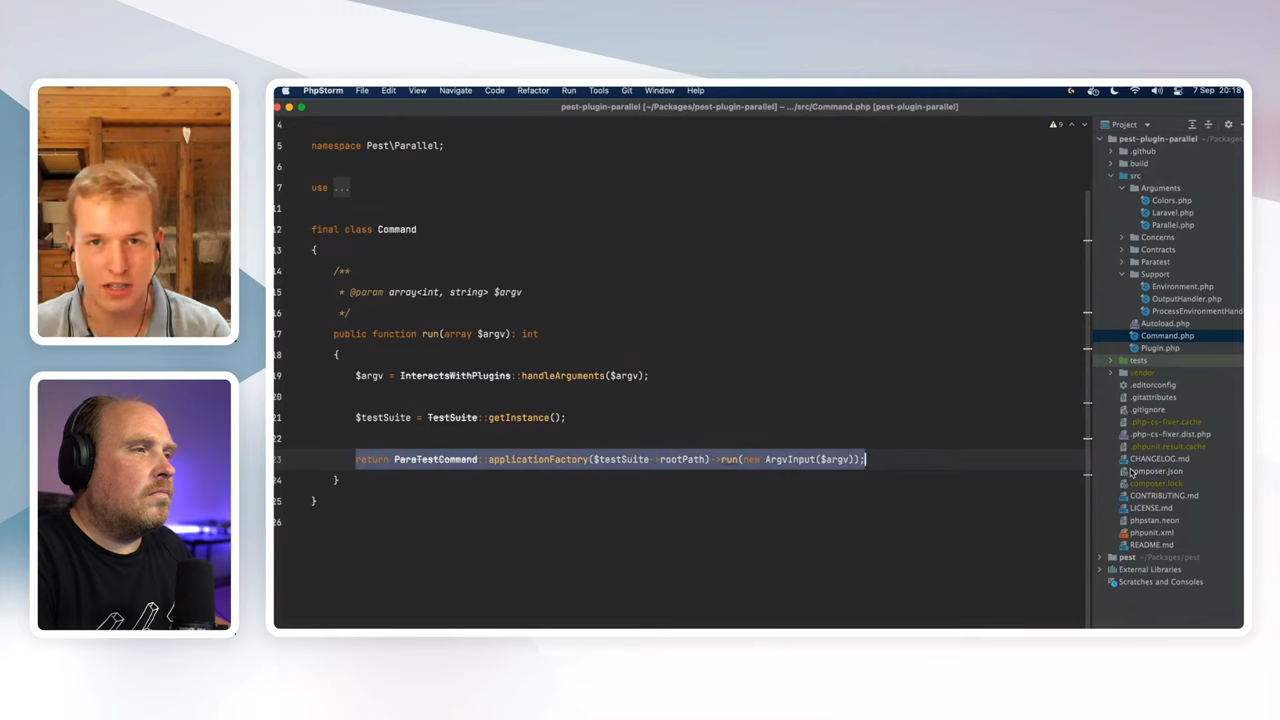 PhpStorm File Edit View Navigate Code Refactor Run Tools Git Window Help 7 Sep 20:18
pest-plugin-parallel [~/Packages/pest-plugin-parallel] – .../src/Command.php [pest-plugin-parallel]
4
5 namespace Pest\Parallel;
6
7 use ...
11
12 final class Command
13 {
14 /**
15 * @param array<int, string> $argv
16 */
17 public function run(array $argv): int
18 {
19 $argv = InteractsWithPlugins::handleArguments($argv);
20
21 $testSuite = TestSuite::getInstance();
22
23 return ParaTestCommand::applicationFactory($testSuite->rootPath)->run(new ArgvInput($argv));
24 }
25 }
26
9
Project
pest-plugin-parallel ~/Packages
.github
build
src
Arguments
Colors.php
Laravel.php
Parallel.php
Concerns
Contracts
Paratest
Support
Environment.php
OutputHandler.php
ProcessEnvironmentHand
Autoload.php
Command.php
Plugin.php
tests
vendor
.editorconfig
.gitattributes
.gitignore
.php-cs-fixer.cache
.php-cs-fixer.dist.php
.phpunit.result.cache
CHANGELOG.md
composer.json
composer.lock
CONTRIBUTING.md
LICENSE.md
phpstan.neon
phpunit.xml
README.md
pest ~/Packages/pest
External Libraries
Scratches and Consoles